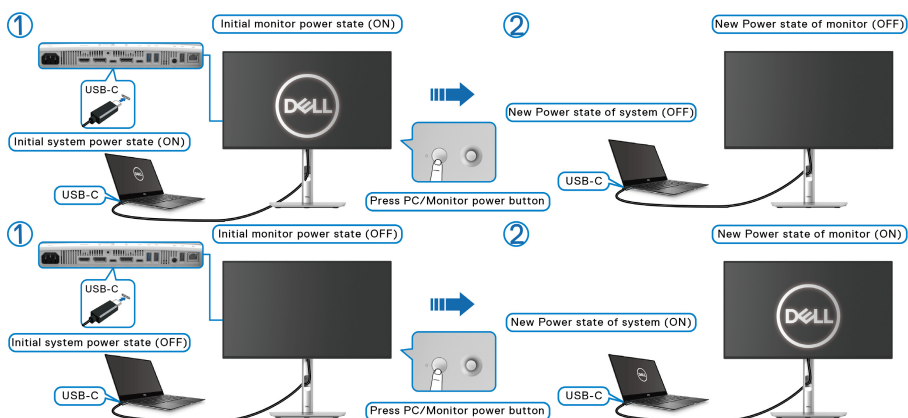 1
Initial monitor power state (ON)
2
New Power state of monitor (OFF)
USB-C
DELL
New Power state of system (OFF)
Initial system power state (ON)
DELL
USB-C
USB-C
Press PC/Monitor power button
1
Initial monitor power state (OFF)
2
New Power state of monitor (ON)
USB-C
DELL
New Power state of system (ON)
Initial system power state (OFF)
DELL
USB-C
USB-C
Press PC/Monitor power button